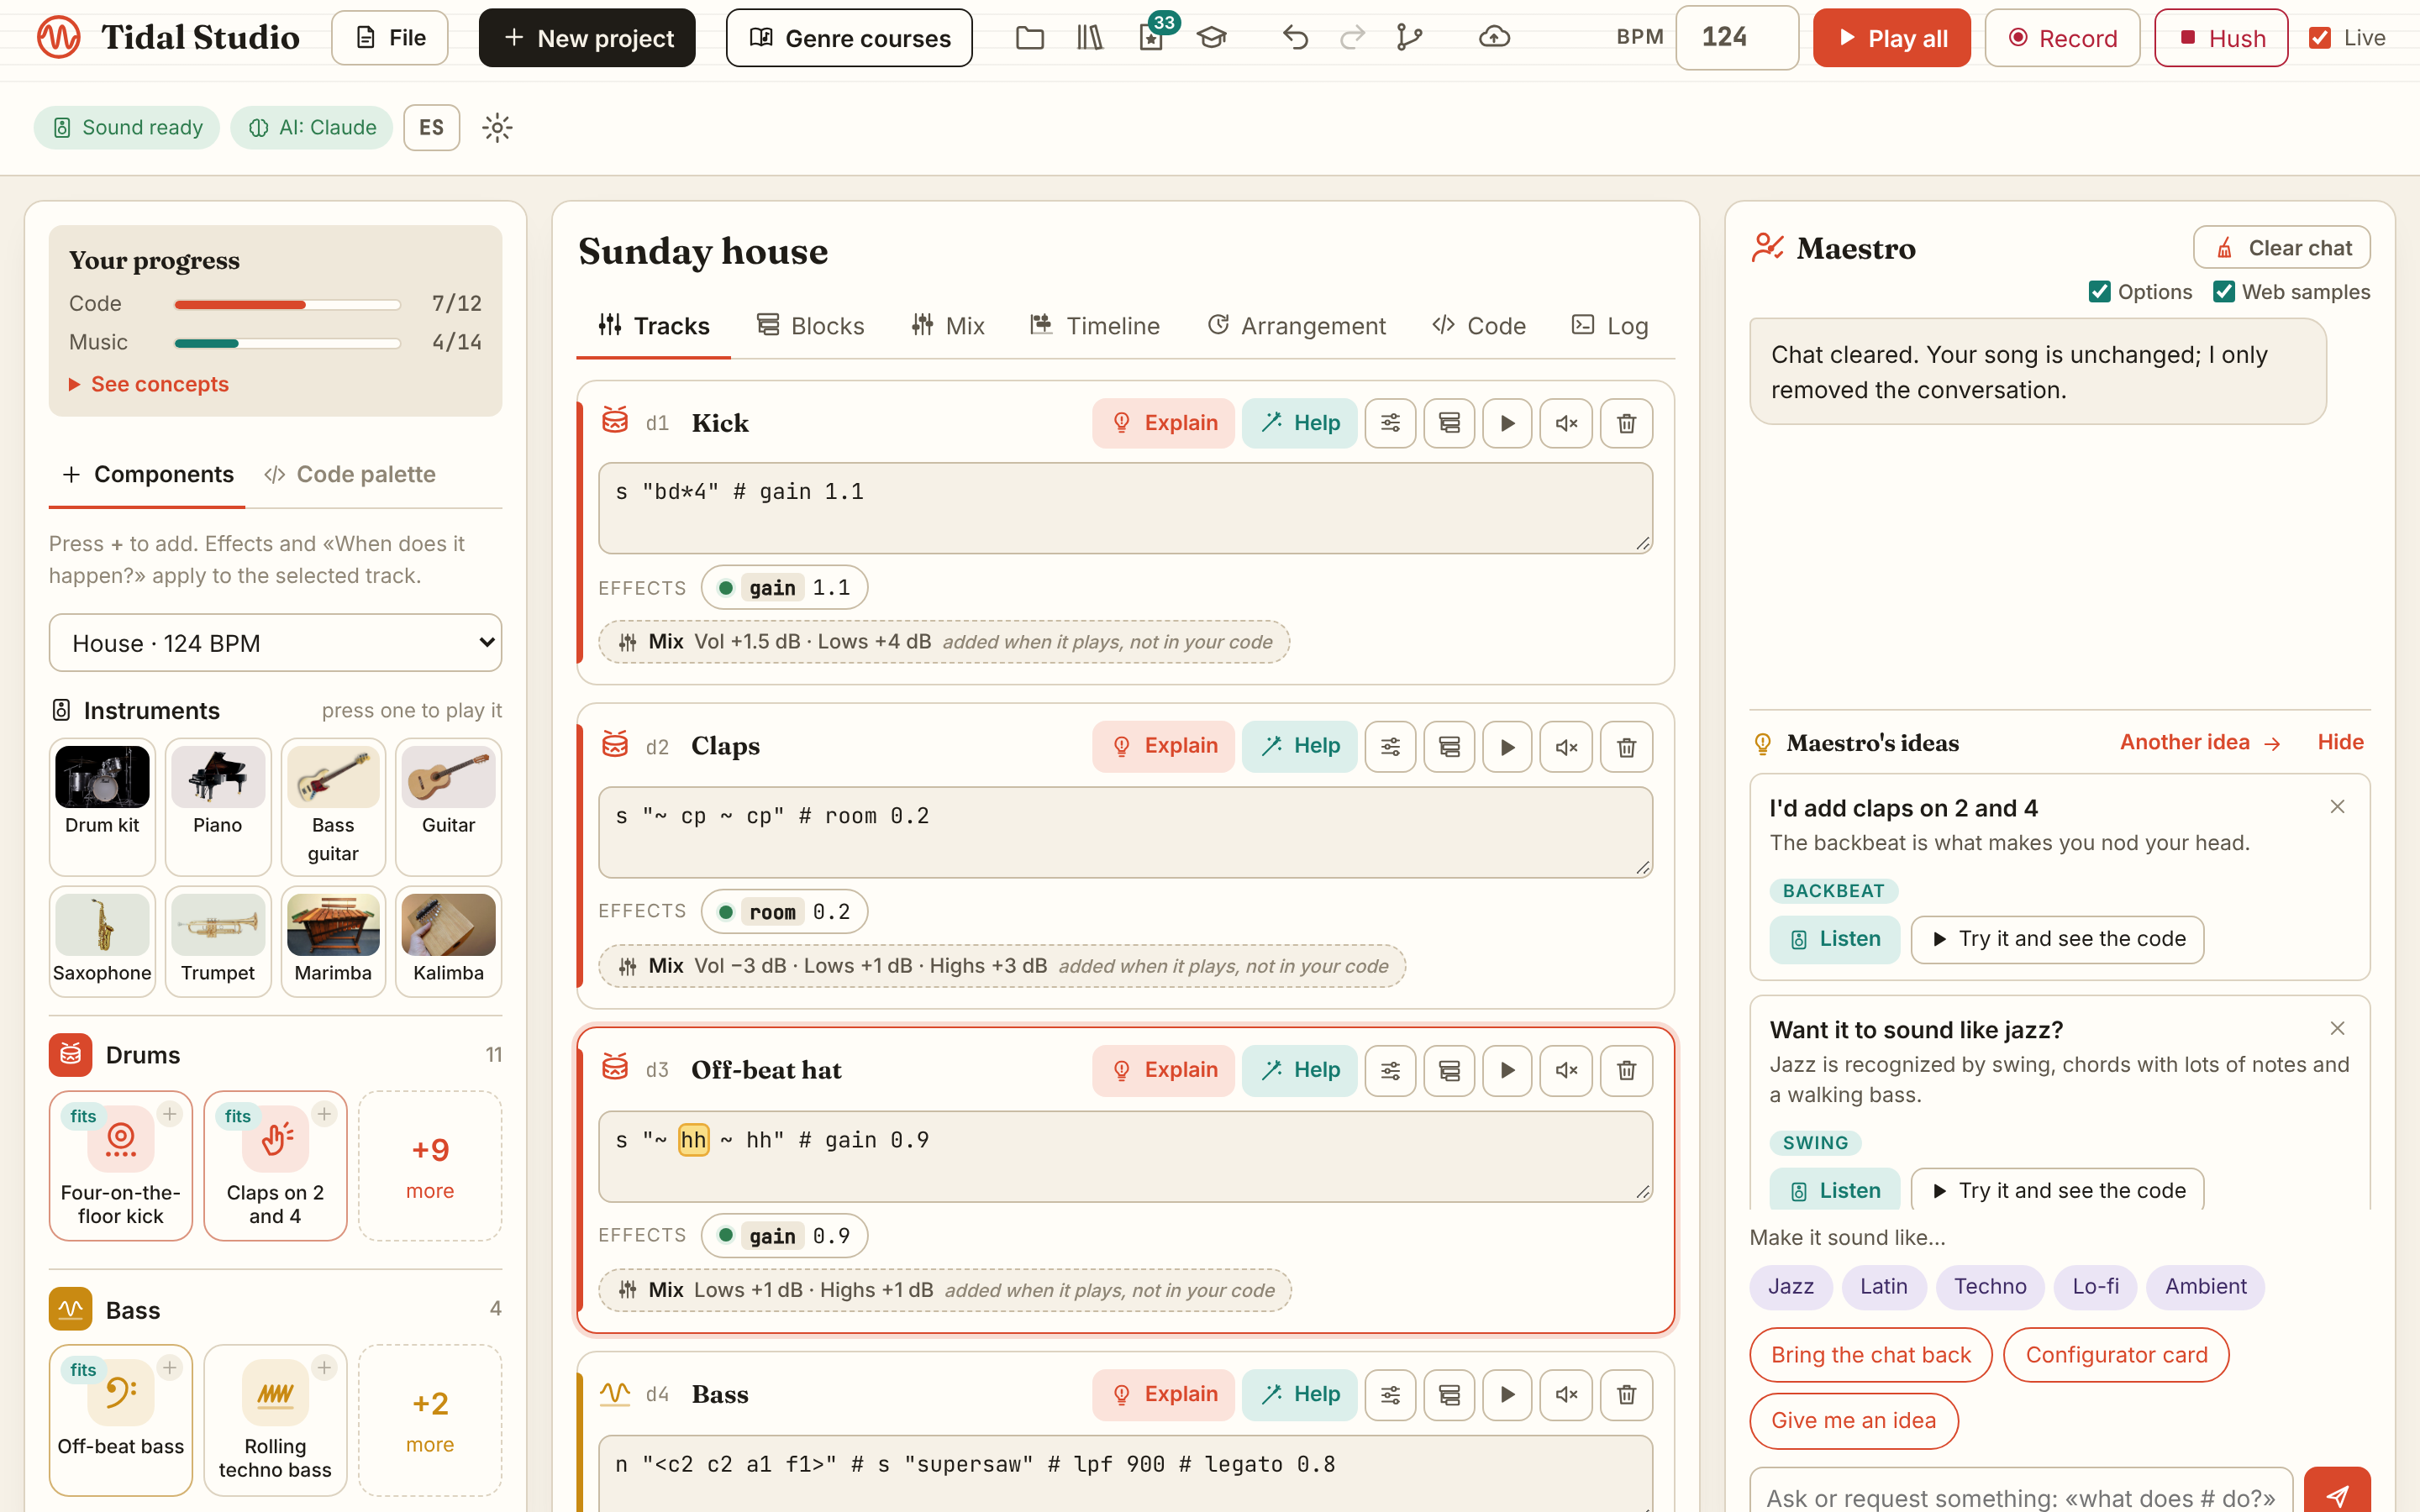 Tidal Studio
File
New project
Genre courses
33
BPM
124
Play all
Record
Hush
Live
Sound ready
AI: Claude
ES
Your progress
Code 7/12
Music 4/14
See concepts
Components
Code palette
Press + to add. Effects and «When does it
happen?» apply to the selected track.
House · 124 BPM
Instruments
press one to play it
Drum kit
Piano
Bass
guitar
Guitar
Saxophone
Trumpet
Marimba
Kalimba
Drums
11
fits
Four-on-the-
floor kick
fits
Claps on 2
and 4
+9
more
Bass
4
fits
Off-beat bass
Rolling
techno bass
+2
more
Sunday house
Tracks
Blocks
Mix
Timeline
Arrangement
Code
Log
d1 Kick
Explain
Help
s "bd*4" # gain 1.1
EFFECTS gain 1.1
Mix Vol +1.5 dB · Lows +4 dB added when it plays, not in your code
d2 Claps
Explain
Help
s "~ cp ~ cp" # room 0.2
EFFECTS room 0.2
Mix Vol −3 dB · Lows +1 dB · Highs +3 dB added when it plays, not in your code
d3 Off-beat hat
Explain
Help
s "~ hh ~ hh" # gain 0.9
EFFECTS gain 0.9
Mix Lows +1 dB · Highs +1 dB added when it plays, not in your code
d4 Bass
Explain
Help
n "<c2 c2 a1 f1>" # s "supersaw" # lpf 900 # legato 0.8
Maestro
Clear chat
Options
Web samples
Chat cleared. Your song is unchanged; I only
removed the conversation.
Maestro's ideas
Another idea →
Hide
I'd add claps on 2 and 4
The backbeat is what makes you nod your head.
BACKBEAT
Listen
Try it and see the code
Want it to sound like jazz?
Jazz is recognized by swing, chords with lots of notes and
a walking bass.
SWING
Listen
Try it and see the code
Make it sound like...
Jazz
Latin
Techno
Lo-fi
Ambient
Bring the chat back
Configurator card
Give me an idea
Ask or request something: «what does # do?»